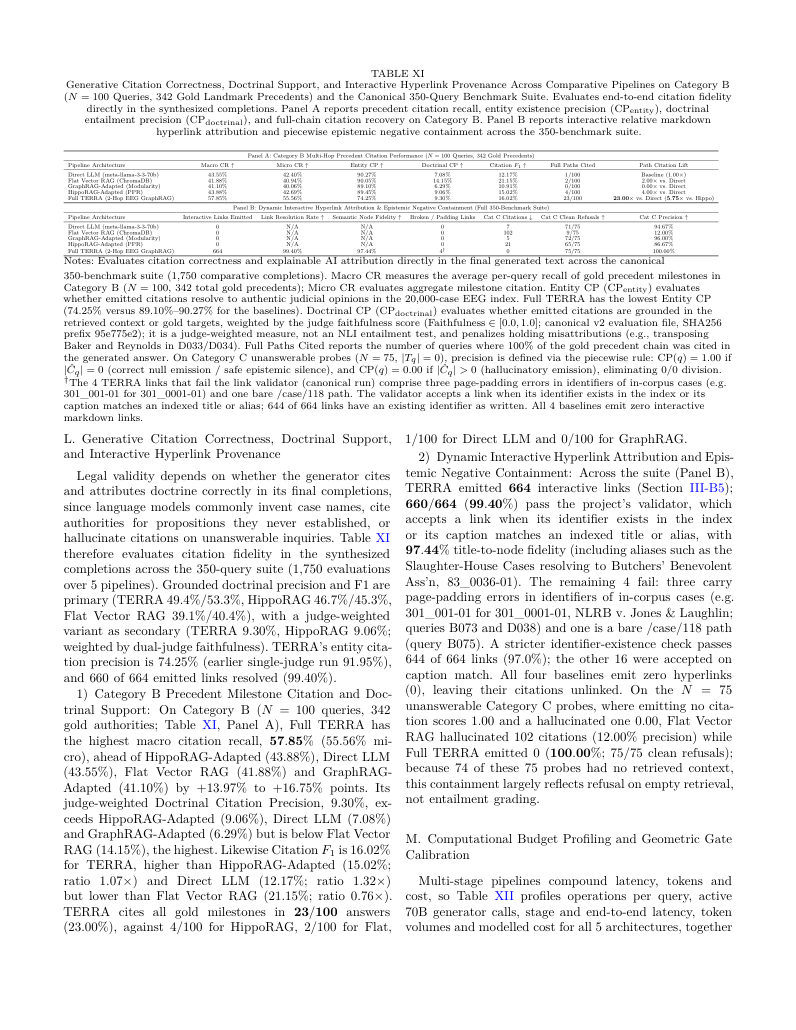 TABLE XI
Generative Citation Correctness, Doctrinal Support, and Interactive Hyperlink Provenance Across Comparative Pipelines on Category B
(N = 100 Queries, 342 Gold Landmark Precedents) and the Canonical 350-Query Benchmark Suite. Evaluates end-to-end citation fidelity
directly in the synthesized completions. Panel A reports precedent citation recall, entity existence precision (CP_entity), doctrinal
entailment precision (CP_doctrinal), and full-chain citation recovery on Category B. Panel B reports interactive relative markdown
hyperlink attribution and piecewise epistemic negative containment across the 350-benchmark suite.
Panel A: Category B Multi-Hop Precedent Citation Performance (N = 100 Queries; 342 Gold Precedents)
Pipeline Architecture Macro CR ↑ Micro CR ↑ Entity CP ↑ Doctrinal CP ↑ Citation F₁ ↑ Full Paths Cited Path Citation Lift
Direct LLM (meta-llama-3-3-70b) 43.55% 42.40% 90.27% 7.08% 12.17% 1/100 Baseline (1.00×)
Flat Vector RAG (ChromaDB) 41.88% 40.94% 90.05% 14.15% 21.15% 2/100 2.00× vs. Direct
GraphRAG-Adapted (Modularity) 41.10% 40.06% 89.10% 6.29% 10.91% 0/100 0.00× vs. Direct
HippoRAG-Adapted (PPR) 43.88% 42.69% 89.45% 9.06% 15.02% 4/100 4.00× vs. Direct
Full TERRA (2-Hop EEG GraphRAG) 57.85% 55.56% 74.25% 9.30% 16.02% 23/100 23.00× vs. Direct (5.75× vs. Hippo)
Panel B: Dynamic Interactive Hyperlink Attribution & Epistemic Negative Containment (Full 350-Benchmark Suite)
Pipeline Architecture Interactive Links Emitted Link Resolution Rate ↑ Semantic Node Fidelity ↑ Broken / Padding Links Cat C Citations ↓ Cat C Clean Refusals ↑ Cat C Precision ↑
Direct LLM (meta-llama-3-3-70b) 0 N/A N/A 0 7 71/75 94.67%
Flat Vector RAG (ChromaDB) 0 N/A N/A 0 102 9/75 12.00%
GraphRAG-Adapted (Modularity) 0 N/A N/A 0 5 72/75 96.00%
HippoRAG-Adapted (PPR) 0 N/A N/A 0 21 65/75 86.67%
Full TERRA (2-Hop EEG GraphRAG) 664 99.40% 97.44% 4† 0 75/75 100.00%
Notes: Evaluates citation correctness and explainable AI attribution directly in the final generated text across the canonical
350-benchmark suite (1,750 comparative completions). Macro CR measures the average per-query recall of gold precedent milestones in
Category B (N = 100, 342 total gold precedents); Micro CR evaluates aggregate milestone citation. Entity CP (CP_entity) evaluates
whether emitted citations resolve to authentic judicial opinions in the 20,000-case EEG index. Full TERRA has the lowest Entity CP
(74.25% versus 89.10%–90.27% for the baselines). Doctrinal CP (CP_doctrinal) evaluates whether emitted citations are grounded in the
retrieved context or gold targets, weighted by the judge faithfulness score (Faithfulness ∈ [0.0, 1.0]; canonical v2 evaluation file, SHA256
prefix 95e775e2); it is a judge-weighted measure, not an NLI entailment test, and penalizes holding misattributions (e.g., transposing
Baker and Reynolds in D033/D034). Full Paths Cited reports the number of queries where 100% of the gold precedent chain was cited in
the generated answer. On Category C unanswerable probes (N = 75, |T_q| = 0), precision is defined via the piecewise rule: CP(q) = 1.00 if
|Ĉ_q| = 0 (correct null emission / safe epistemic silence), and CP(q) = 0.00 if |Ĉ_q| > 0 (hallucinatory emission), eliminating 0/0 division.
†The 4 TERRA links that fail the link validator (canonical run) comprise three page-padding errors in identifiers of in-corpus cases (e.g.
301_001-01 for 301_0001-01) and one bare /case/118 path. The validator accepts a link when its identifier exists in the index or its
caption matches an indexed title or alias; 644 of 664 links have an existing identifier as written. All 4 baselines emit zero interactive
markdown links.
L. Generative Citation Correctness, Doctrinal Support,
and Interactive Hyperlink Provenance
Legal validity depends on whether the generator cites
and attributes doctrine correctly in its final completions,
since language models commonly invent case names, cite
authorities for propositions they never established, or
hallucinate citations on unanswerable inquiries. Table XI
therefore evaluates citation fidelity in the synthesized
completions across the 350-query suite (1,750 evaluations
over 5 pipelines). Grounded doctrinal precision and F1 are
primary (TERRA 49.4%/53.3%, HippoRAG 46.7%/45.3%,
Flat Vector RAG 39.1%/40.4%), with a judge-weighted
variant as secondary (TERRA 9.30%, HippoRAG 9.06%;
weighted by dual-judge faithfulness). TERRA's entity cita-
tion precision is 74.25% (earlier single-judge run 91.95%),
and 660 of 664 emitted links resolved (99.40%).
1) Category B Precedent Milestone Citation and Doc-
trinal Support: On Category B (N = 100 queries, 342
gold authorities; Table XI, Panel A), Full TERRA has
the highest macro citation recall, 57.85% (55.56% mi-
cro), ahead of HippoRAG-Adapted (43.88%), Direct LLM
(43.55%), Flat Vector RAG (41.88%) and GraphRAG-
Adapted (41.10%) by +13.97% to +16.75% points. Its
judge-weighted Doctrinal Citation Precision, 9.30%, ex-
ceeds HippoRAG-Adapted (9.06%), Direct LLM (7.08%)
and GraphRAG-Adapted (6.29%) but is below Flat Vector
RAG (14.15%), the highest. Likewise Citation F₁ is 16.02%
for TERRA, higher than HippoRAG-Adapted (15.02%;
ratio 1.07×) and Direct LLM (12.17%; ratio 1.32×)
but lower than Flat Vector RAG (21.15%; ratio 0.76×).
TERRA cites all gold milestones in 23/100 answers
(23.00%), against 4/100 for HippoRAG, 2/100 for Flat,
1/100 for Direct LLM and 0/100 for GraphRAG.
2) Dynamic Interactive Hyperlink Attribution and Epis-
temic Negative Containment: Across the suite (Panel B),
TERRA emitted 664 interactive links (Section III-B5);
660/664 (99.40%) pass the project's validator, which
accepts a link when its identifier exists in the index
or its caption matches an indexed title or alias, with
97.44% title-to-node fidelity (including aliases such as the
Slaughter-House Cases resolving to Butchers' Benevolent
Ass'n, 83_0036-01). The remaining 4 fail: three carry
page-padding errors in identifiers of in-corpus cases (e.g.
301_001-01 for 301_0001-01, NLRB v. Jones & Laughlin;
queries B073 and D038) and one is a bare /case/118 path
(query B075). A stricter identifier-existence check passes
644 of 664 links (97.0%); the other 16 were accepted on
caption match. All four baselines emit zero hyperlinks
(0), leaving their citations unlinked. On the N = 75
unanswerable Category C probes, where emitting no cita-
tion scores 1.00 and a hallucinated one 0.00, Flat Vector
RAG hallucinated 102 citations (12.00% precision) while
Full TERRA emitted 0 (100.00%; 75/75 clean refusals);
because 74 of these 75 probes had no retrieved context,
this containment largely reflects refusal on empty retrieval,
not entailment grading.
M. Computational Budget Profiling and Geometric Gate
Calibration
Multi-stage pipelines compound latency, tokens and
cost, so Table XII profiles operations per query, active
70B generator calls, stage and end-to-end latency, token
volumes and modelled cost for all 5 architectures, together